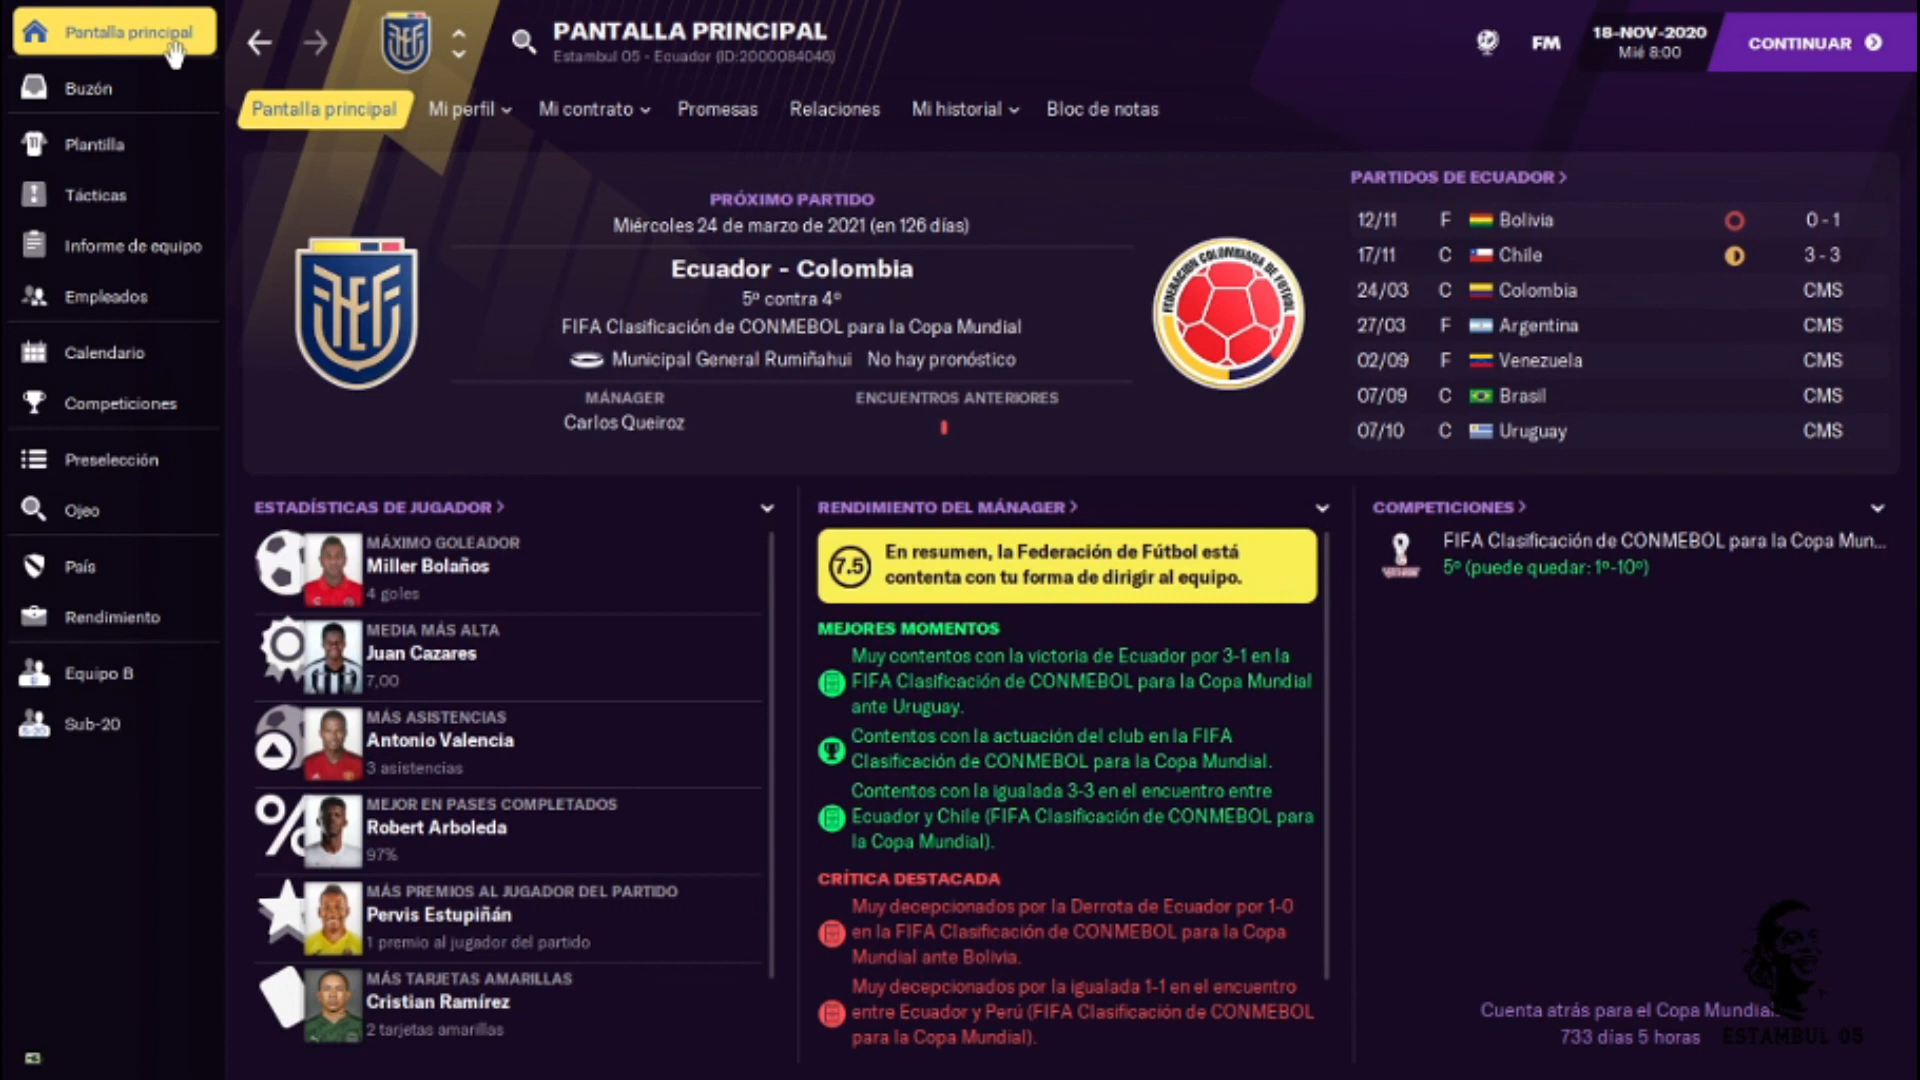 Pantalla principal
Buzón
Plantilla
Tácticas
Informe de equipo
Empleados
Calendario
Competiciones
Preselección
Ojeo
País
Rendimiento
Equipo B
Sub-20
PANTALLA PRINCIPAL
Estambul 05 - Ecuador (ID:2000084046)
FM
18-NOV-2020
Mié 8:00
CONTINUAR
Pantalla principal
Mi perfil
Mi contrato
Promesas
Relaciones
Mi historial
Bloc de notas
PRÓXIMO PARTIDO
Miércoles 24 de marzo de 2021 (en 126 días)
Ecuador - Colombia
5º contra 4º
FIFA Clasificación de CONMEBOL para la Copa Mundial
Municipal General Rumiñahui No hay pronóstico
MÁNAGER
Carlos Queiroz
ENCUENTROS ANTERIORES
FEDERACION COLOMBIANA DE FUTBOL
PARTIDOS DE ECUADOR
12/11 F Bolivia 0 - 1
17/11 C Chile 3 - 3
24/03 C Colombia CMS
27/03 F Argentina CMS
02/09 F Venezuela CMS
07/09 C Brasil CMS
07/10 C Uruguay CMS
ESTADÍSTICAS DE JUGADOR
MÁXIMO GOLEADOR
Miller Bolaños
4 goles
MEDIA MÁS ALTA
Juan Cazares
7,00
MÁS ASISTENCIAS
Antonio Valencia
3 asistencias
MEJOR EN PASES COMPLETADOS
Robert Arboleda
97%
MÁS PREMIOS AL JUGADOR DEL PARTIDO
Pervis Estupiñán
1 premio al jugador del partido
MÁS TARJETAS AMARILLAS
Cristian Ramírez
2 tarjetas amarillas
RENDIMIENTO DEL MÁNAGER
7.5
En resumen, la Federación de Fútbol está
contenta con tu forma de dirigir al equipo.
MEJORES MOMENTOS
Muy contentos con la victoria de Ecuador por 3-1 en la
FIFA Clasificación de CONMEBOL para la Copa Mundial
ante Uruguay.
Contentos con la actuación del club en la FIFA
Clasificación de CONMEBOL para la Copa Mundial.
Contentos con la igualada 3-3 en el encuentro entre
Ecuador y Chile (FIFA Clasificación de CONMEBOL para
la Copa Mundial).
CRÍTICA DESTACADA
Muy decepcionados por la Derrota de Ecuador por 1-0
en la FIFA Clasificación de CONMEBOL para la Copa
Mundial ante Bolivia.
Muy decepcionados por la igualada 1-1 en el encuentro
entre Ecuador y Perú (FIFA Clasificación de CONMEBOL
para la Copa Mundial).
COMPETICIONES
FIFA Clasificación de CONMEBOL para la Copa Mun...
5º (puede quedar: 1º-10º)
Cuenta atrás para el Copa Mundial:
733 días 5 horas
ESTAMBUL 05